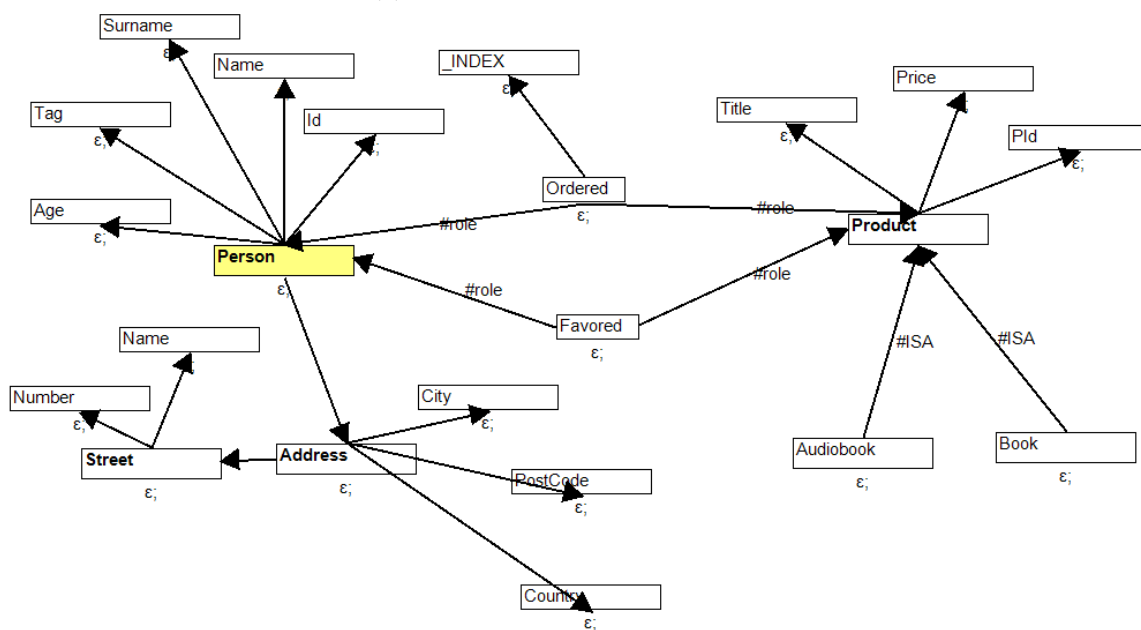 Surname
ε;
Name
_INDEX
ε;
Price
;
Tag
ε;
Id
ε;
Title
ε;
PId
ε;
Ordered
ε;
Age
ε;
#role
#role
Product
Person
ε;
#role
#role
Favored
ε;
Name
;
#ISA
#ISA
Number
ε;
City
ε;
Street
ε;
Address
ε;
Audiobook
ε;
Book
ε;
PostCode
ε;
Country
ε;